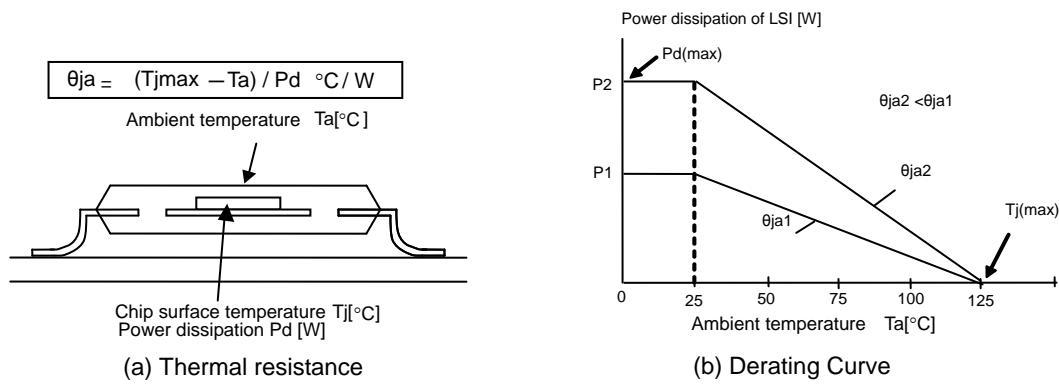 θja = (Tjmax – Ta) / Pd °C / W
Ambient temperature Ta[°C]
Chip surface temperature Tj[°C]
Power dissipation Pd [W]
(a) Thermal resistance
Power dissipation of LSI [W]
Pd(max)
P2
θja2 <θja1
P1
θja2
Tj(max)
θja1
0 25 50 75 100 125
Ambient temperature Ta[°C]
(b) Derating Curve